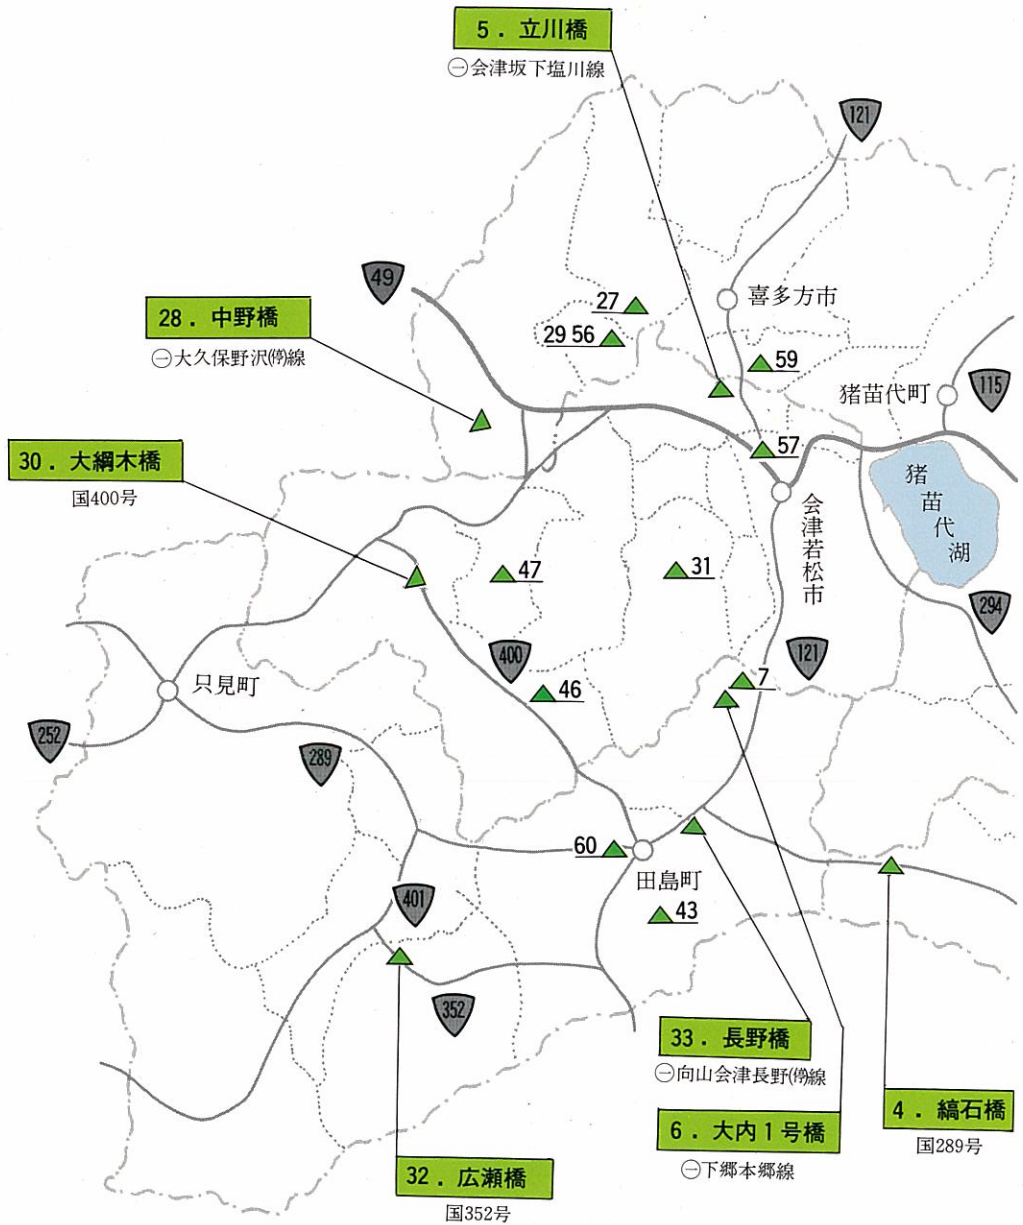 5．立川橋
㊀会津坂下塩川線
121
49
27
喜多方市
28．中野橋
29 56
㊀大久保野沢㈻線
59
猪苗代町
115
57
30．大綱木橋
国400号
猪苗代湖
会津若松市
47
31
294
400
121
只見町
7
46
252
289
60
田島町
43
401
352
33．長野橋
㊀向山会津長野(停)線
4．縞石橋
国289号
6．大内1号橋
㊀下郷本郷線
32．広瀬橋
国352号